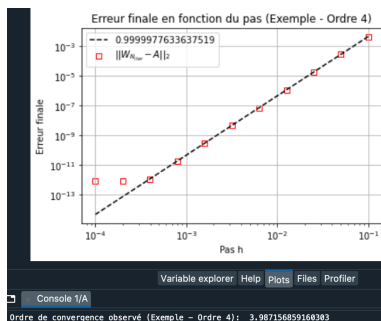 Erreur finale en fonction du pas (Exemple - Ordre 4)
0.9999977633637519
||W_{N_{iter}} − A||₂
Erreur finale
10⁻³
10⁻⁵
10⁻⁷
10⁻⁹
10⁻¹¹
10⁻¹³
10⁻⁴
10⁻³
10⁻²
10⁻¹
Pas h
Variable explorer Help Plots Files Profiler
Console 1/A
Ordre de convergence observé (Exemple - Ordre 4): 3.987156859160303